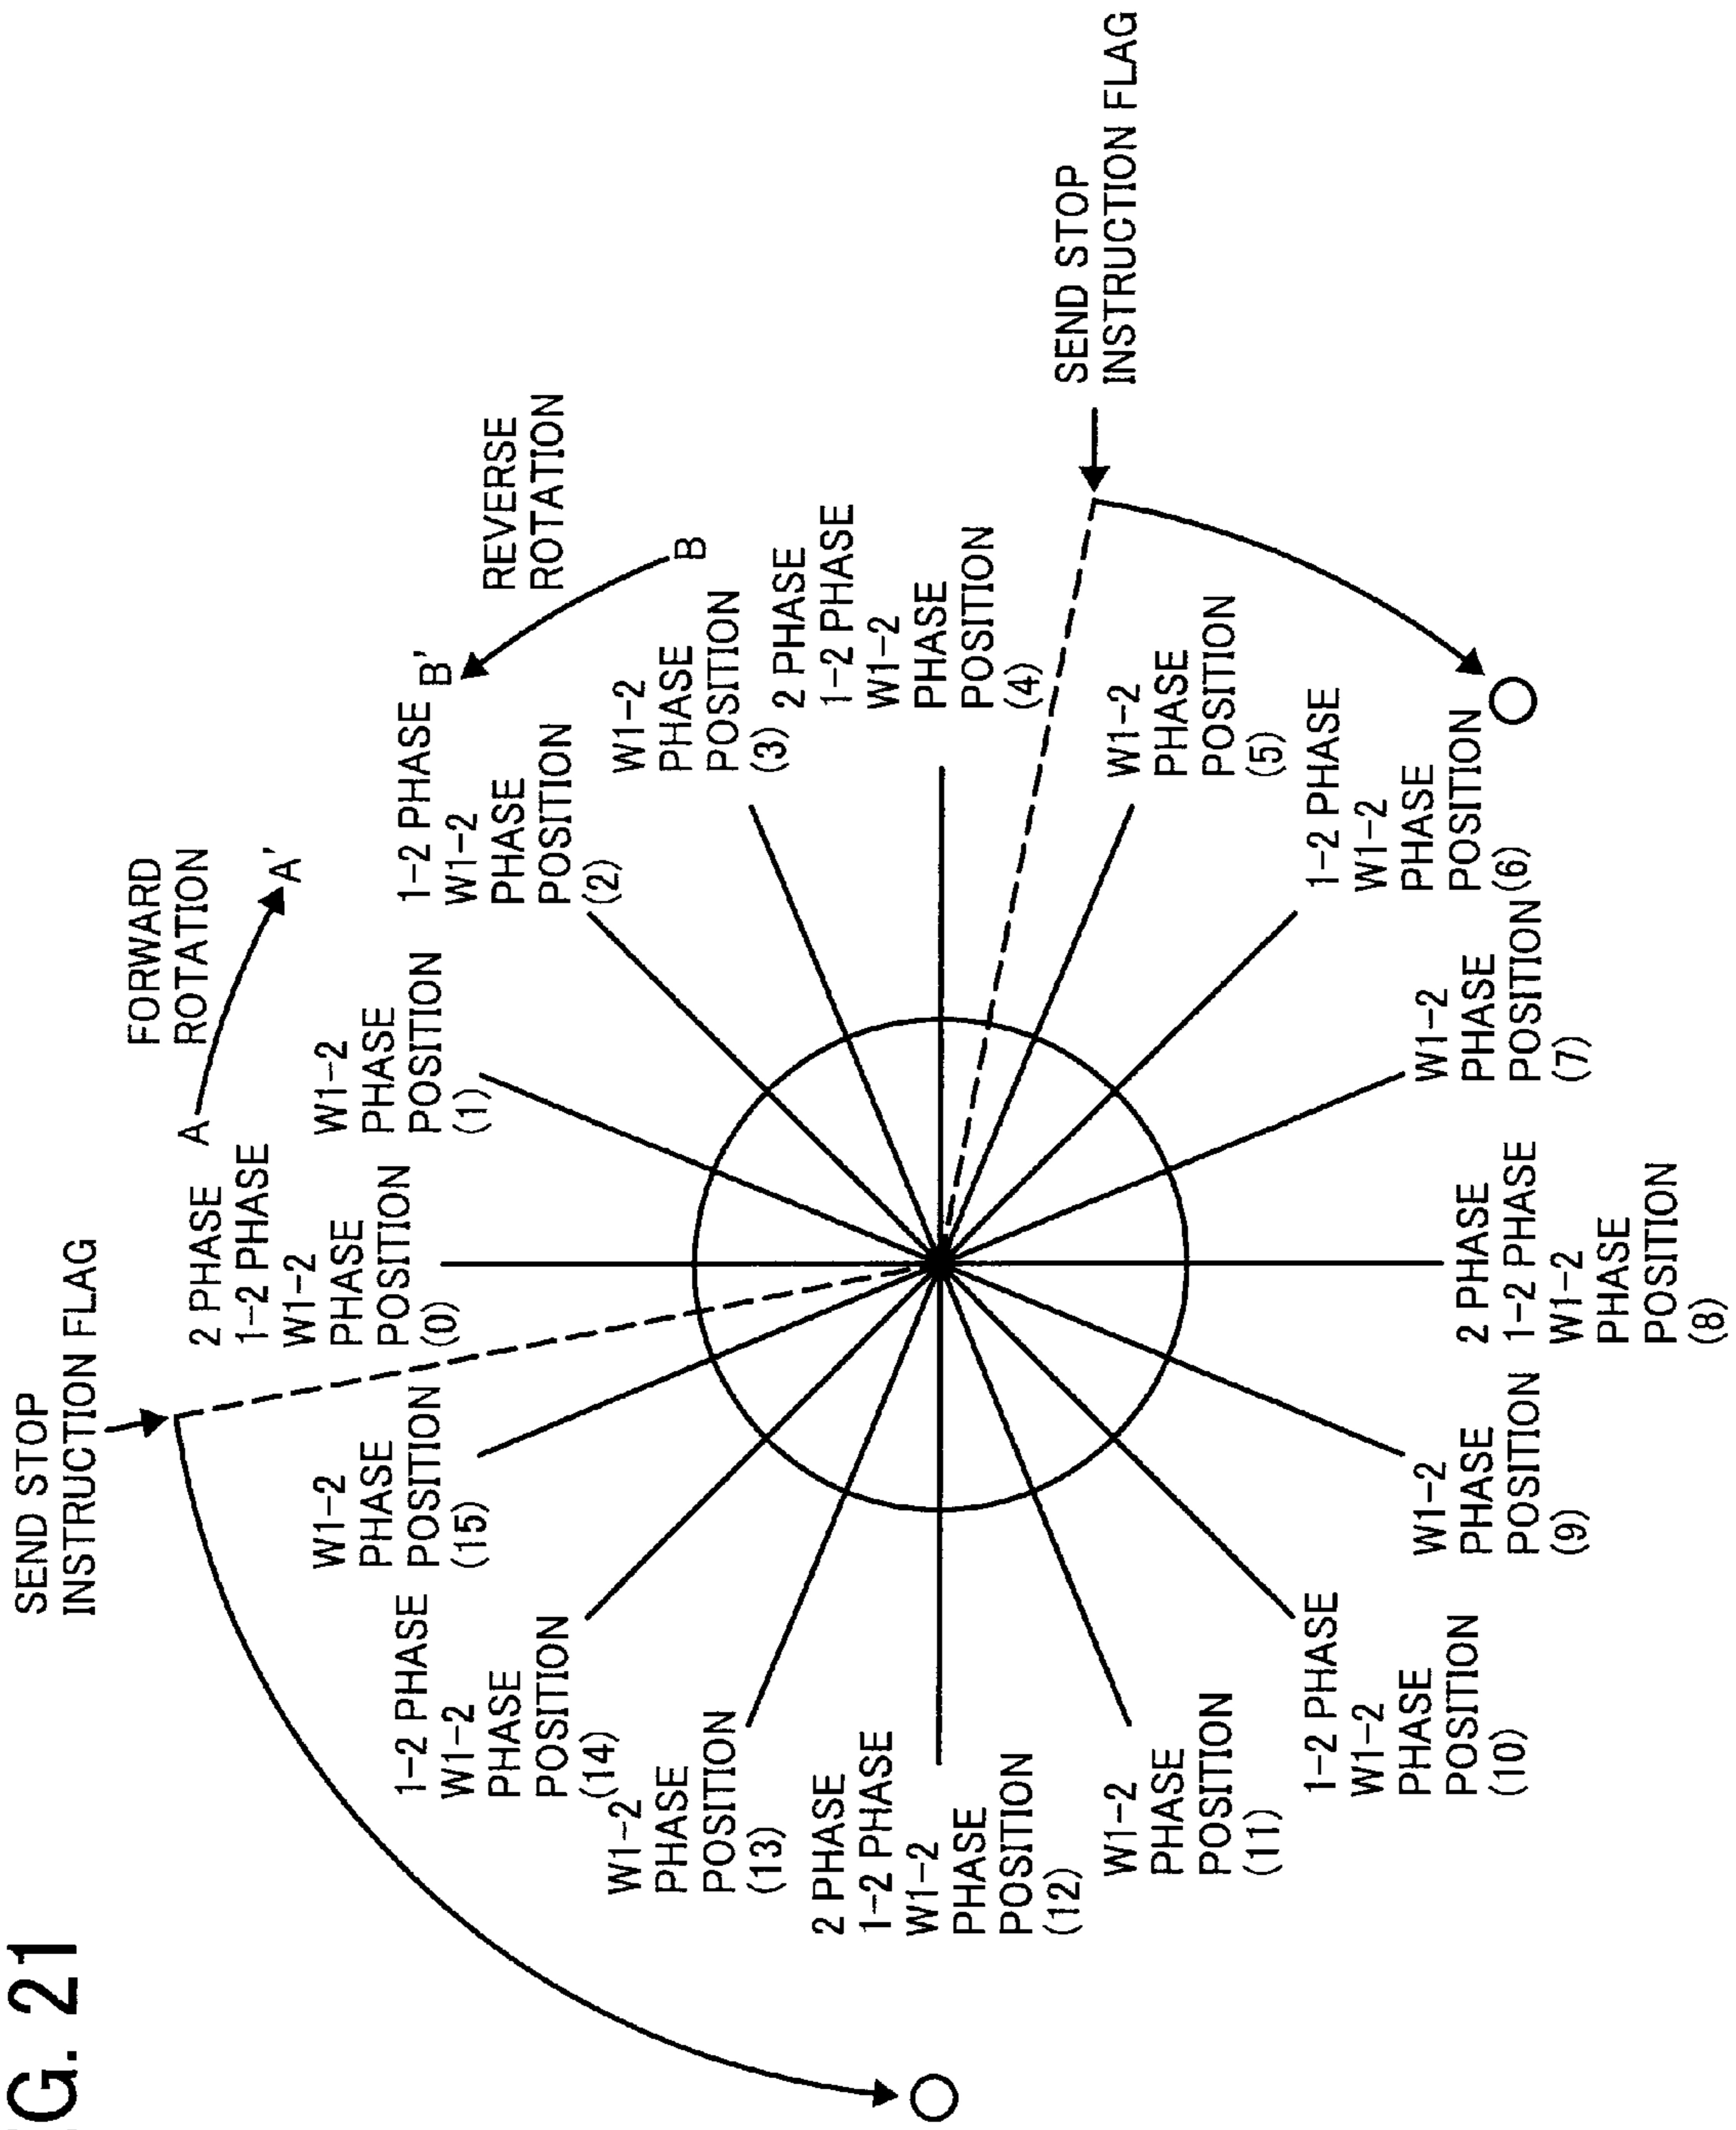 G. 21
SEND STOP
INSTRUCTION FLAG
FORWARD
ROTATION
A
A'
REVERSE
ROTATION
B
B'
SEND STOP
INSTRUCTION FLAG
2 PHASE
1-2 PHASE
W1-2
PHASE
POSITION
(0)
W1-2
PHASE
POSITION
(1)
1-2 PHASE
W1-2
PHASE
POSITION
(2)
W1-2
PHASE
POSITION
(3)
2 PHASE
1-2 PHASE
W1-2
PHASE
POSITION
(4)
W1-2
PHASE
POSITION
(5)
1-2 PHASE
W1-2
PHASE
POSITION
(6)
W1-2
PHASE
POSITION
(7)
2 PHASE
1-2 PHASE
W1-2
PHASE
POSITION
(8)
W1-2
PHASE
POSITION
(9)
1-2 PHASE
W1-2
PHASE
POSITION
(10)
W1-2
PHASE
POSITION
(11)
2 PHASE
1-2 PHASE
W1-2
PHASE
POSITION
(12)
W1-2
PHASE
POSITION
(13)
1-2 PHASE
W1-2
PHASE
POSITION
(14)
W1-2
PHASE
POSITION
(15)